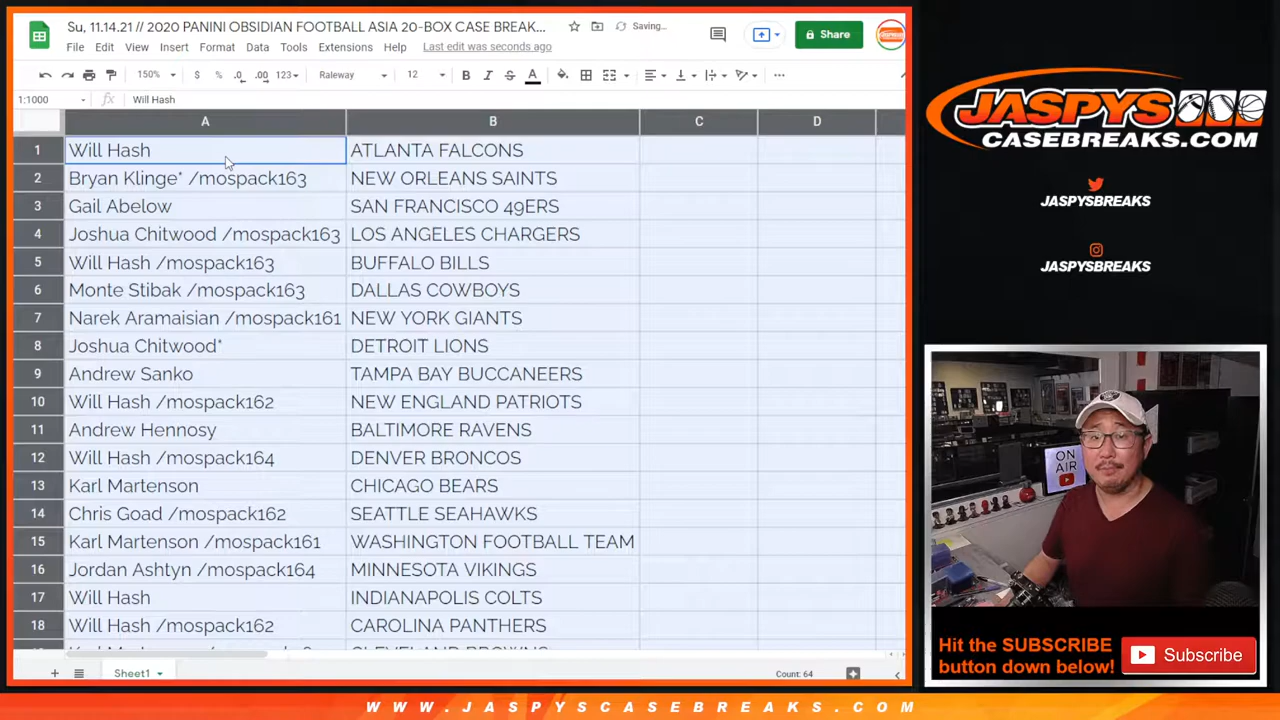 Su, 11.14.21 // 2020 PANINI OBSIDIAN FOOTBALL ASIA 20-BOX CASE BREAK...
Saving...
Share
File Edit View Insert Format Data Tools Extensions Help Last edit was seconds ago
150% $ % .0 .00 123 Raleway 12 B I S A
1:1000 fx Will Hash
A B C D
1 Will Hash ATLANTA FALCONS
2 Bryan Klinge* /mospack163 NEW ORLEANS SAINTS
3 Gail Abelow SAN FRANCISCO 49ERS
4 Joshua Chitwood /mospack163 LOS ANGELES CHARGERS
5 Will Hash /mospack163 BUFFALO BILLS
6 Monte Stibak /mospack163 DALLAS COWBOYS
7 Narek Aramaisian /mospack161 NEW YORK GIANTS
8 Joshua Chitwood* DETROIT LIONS
9 Andrew Sanko TAMPA BAY BUCCANEERS
10 Will Hash /mospack162 NEW ENGLAND PATRIOTS
11 Andrew Hennosy BALTIMORE RAVENS
12 Will Hash /mospack164 DENVER BRONCOS
13 Karl Martenson CHICAGO BEARS
14 Chris Goad /mospack162 SEATTLE SEAHAWKS
15 Karl Martenson /mospack161 WASHINGTON FOOTBALL TEAM
16 Jordan Ashtyn /mospack164 MINNESOTA VIKINGS
17 Will Hash INDIANAPOLIS COLTS
18 Will Hash /mospack162 CAROLINA PANTHERS
Sheet1
Count: 64
JASPYS
CASEBREAKS.COM
JASPYSBREAKS
JASPYSBREAKS
ON
AIR
Hit the SUBSCRIBE
button down below!
Subscribe
WWW.JASPYSCASEBREAKS.COM